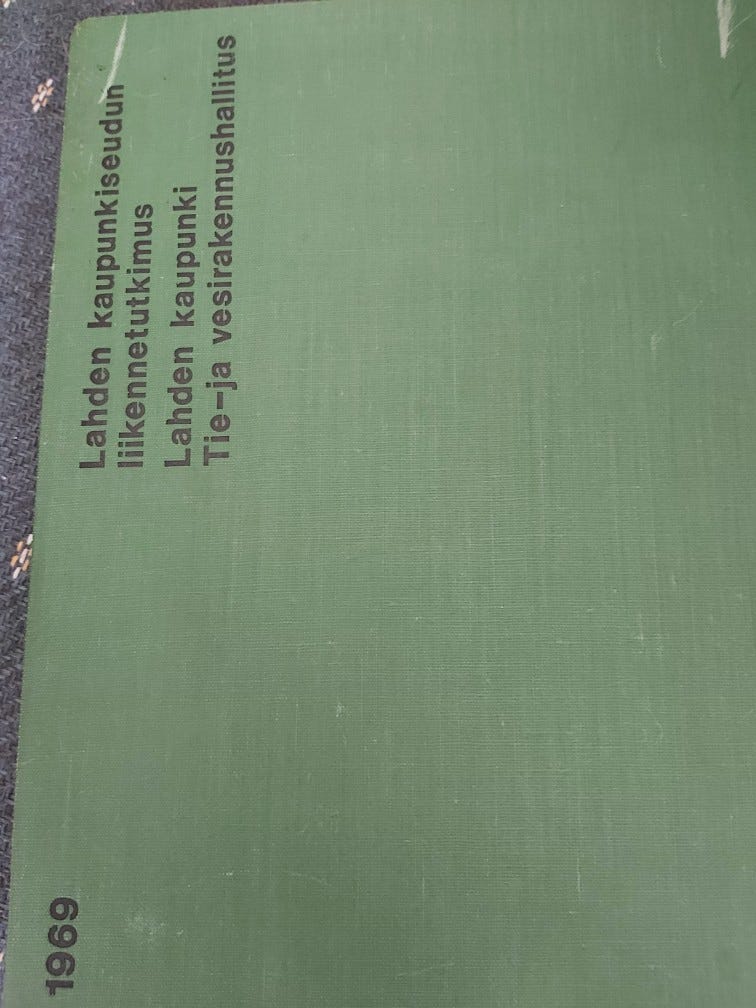 1969
Lahden kaupunkiseudun
liikennetutkimus
Lahden kaupunki
Tie-ja vesirakennushallitus